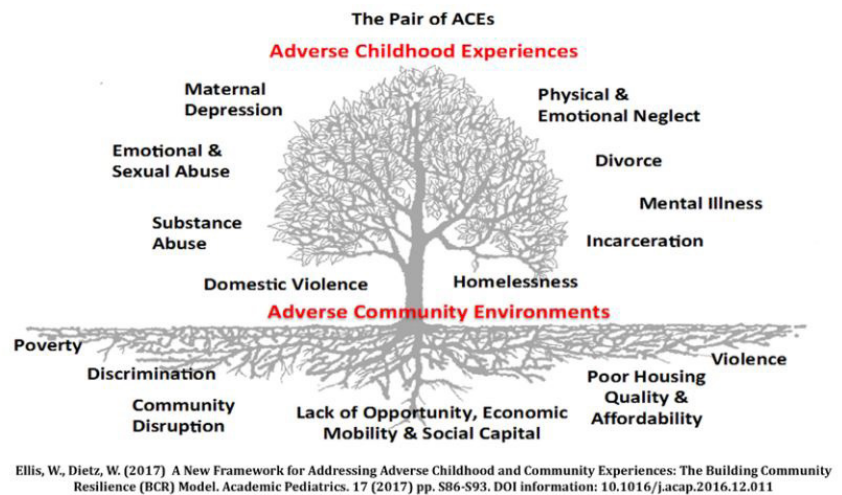 The Pair of ACEs
Adverse Childhood Experiences
Maternal
Depression
Physical &
Emotional Neglect
Emotional &
Sexual Abuse
Divorce
Mental Illness
Substance
Abuse
Incarceration
Domestic Violence
Homelessness
Adverse Community Environments
Poverty
Violence
Discrimination
Poor Housing
Quality &
Affordability
Community
Disruption
Lack of Opportunity, Economic
Mobility & Social Capital
Ellis, W., Dietz, W. (2017) A New Framework for Addressing Adverse Childhood and Community Experiences: The Building Community
Resilience (BCR) Model. Academic Pediatrics. 17 (2017) pp. S86-S93. DOI information: 10.1016/j.acap.2016.12.011